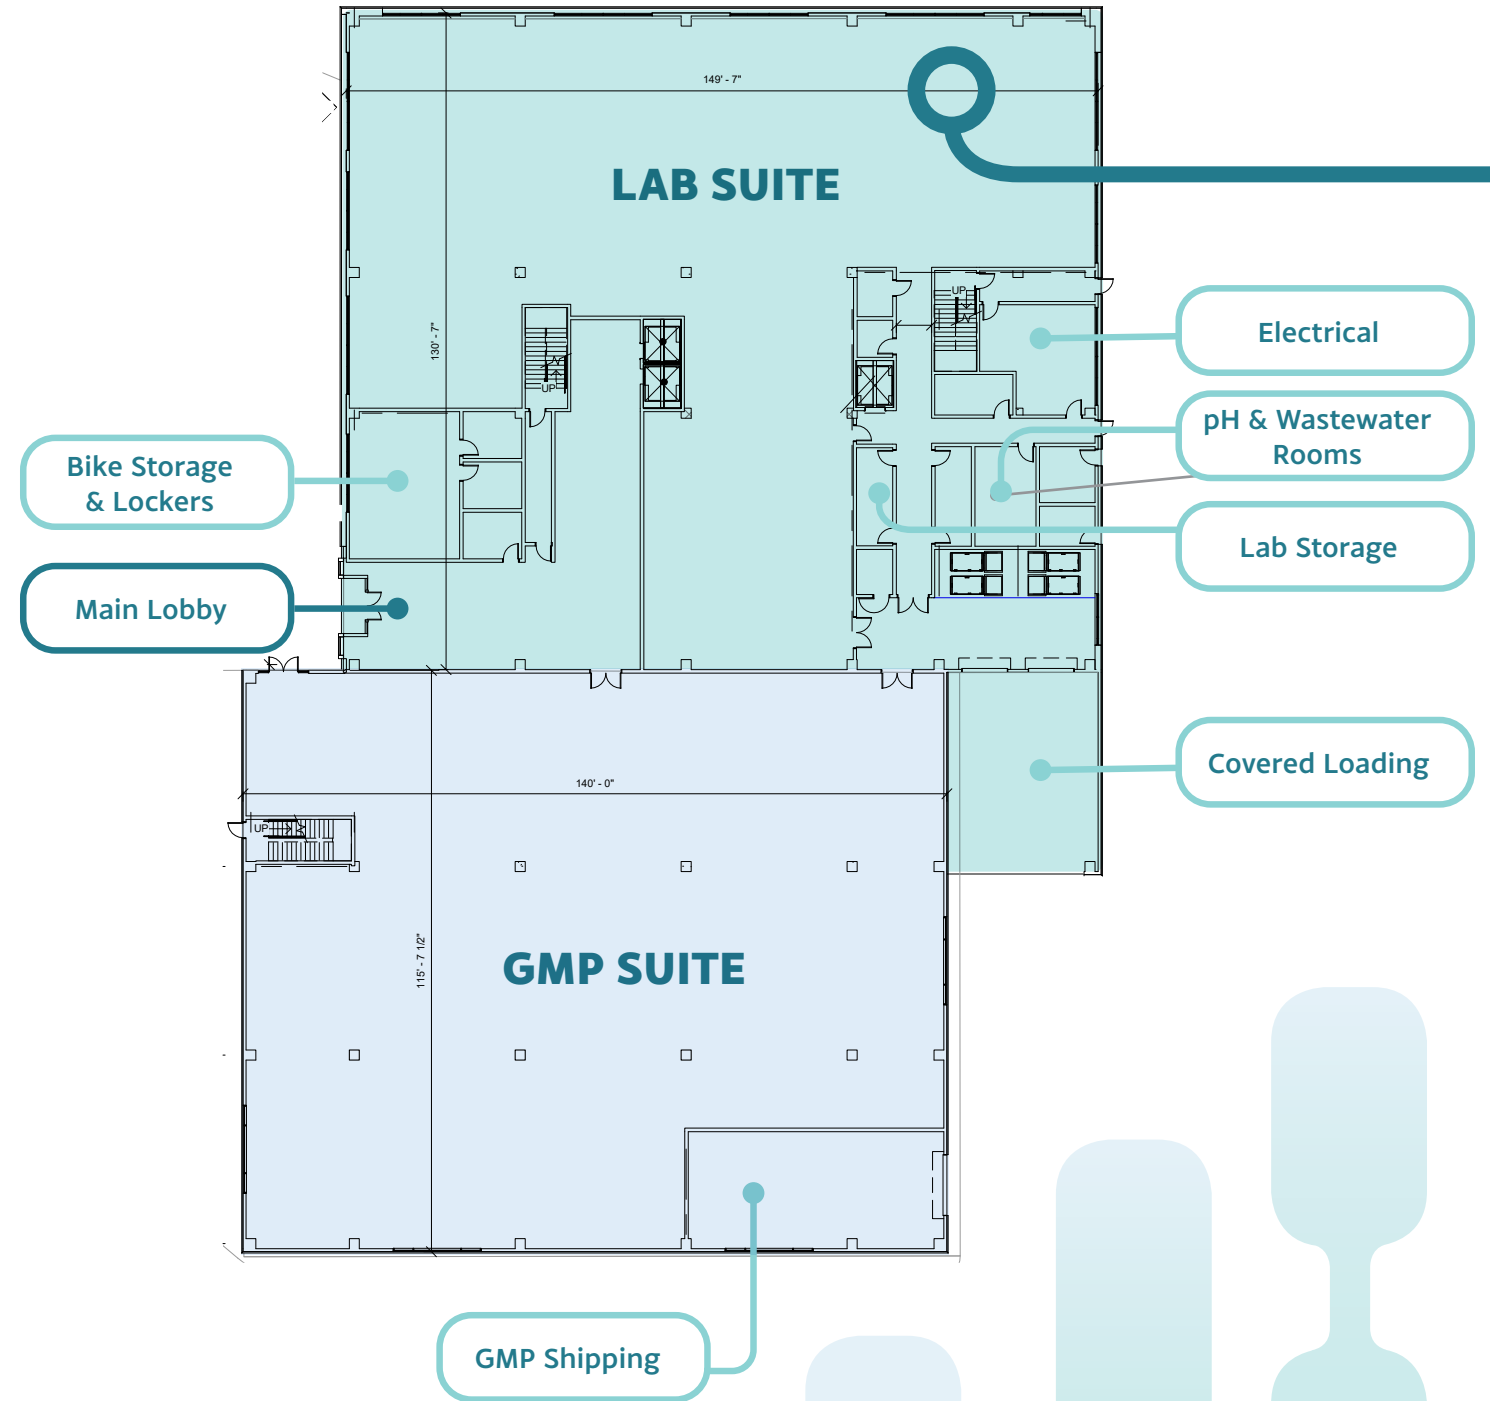 149' - 7"
LAB SUITE
UP
Electrical
130' - 7"
UP
pH & Wastewater
Rooms
Bike Storage
& Lockers
Lab Storage
Main Lobby
Covered Loading
140' - 0"
UP
115' - 7 1/2"
GMP SUITE
GMP Shipping